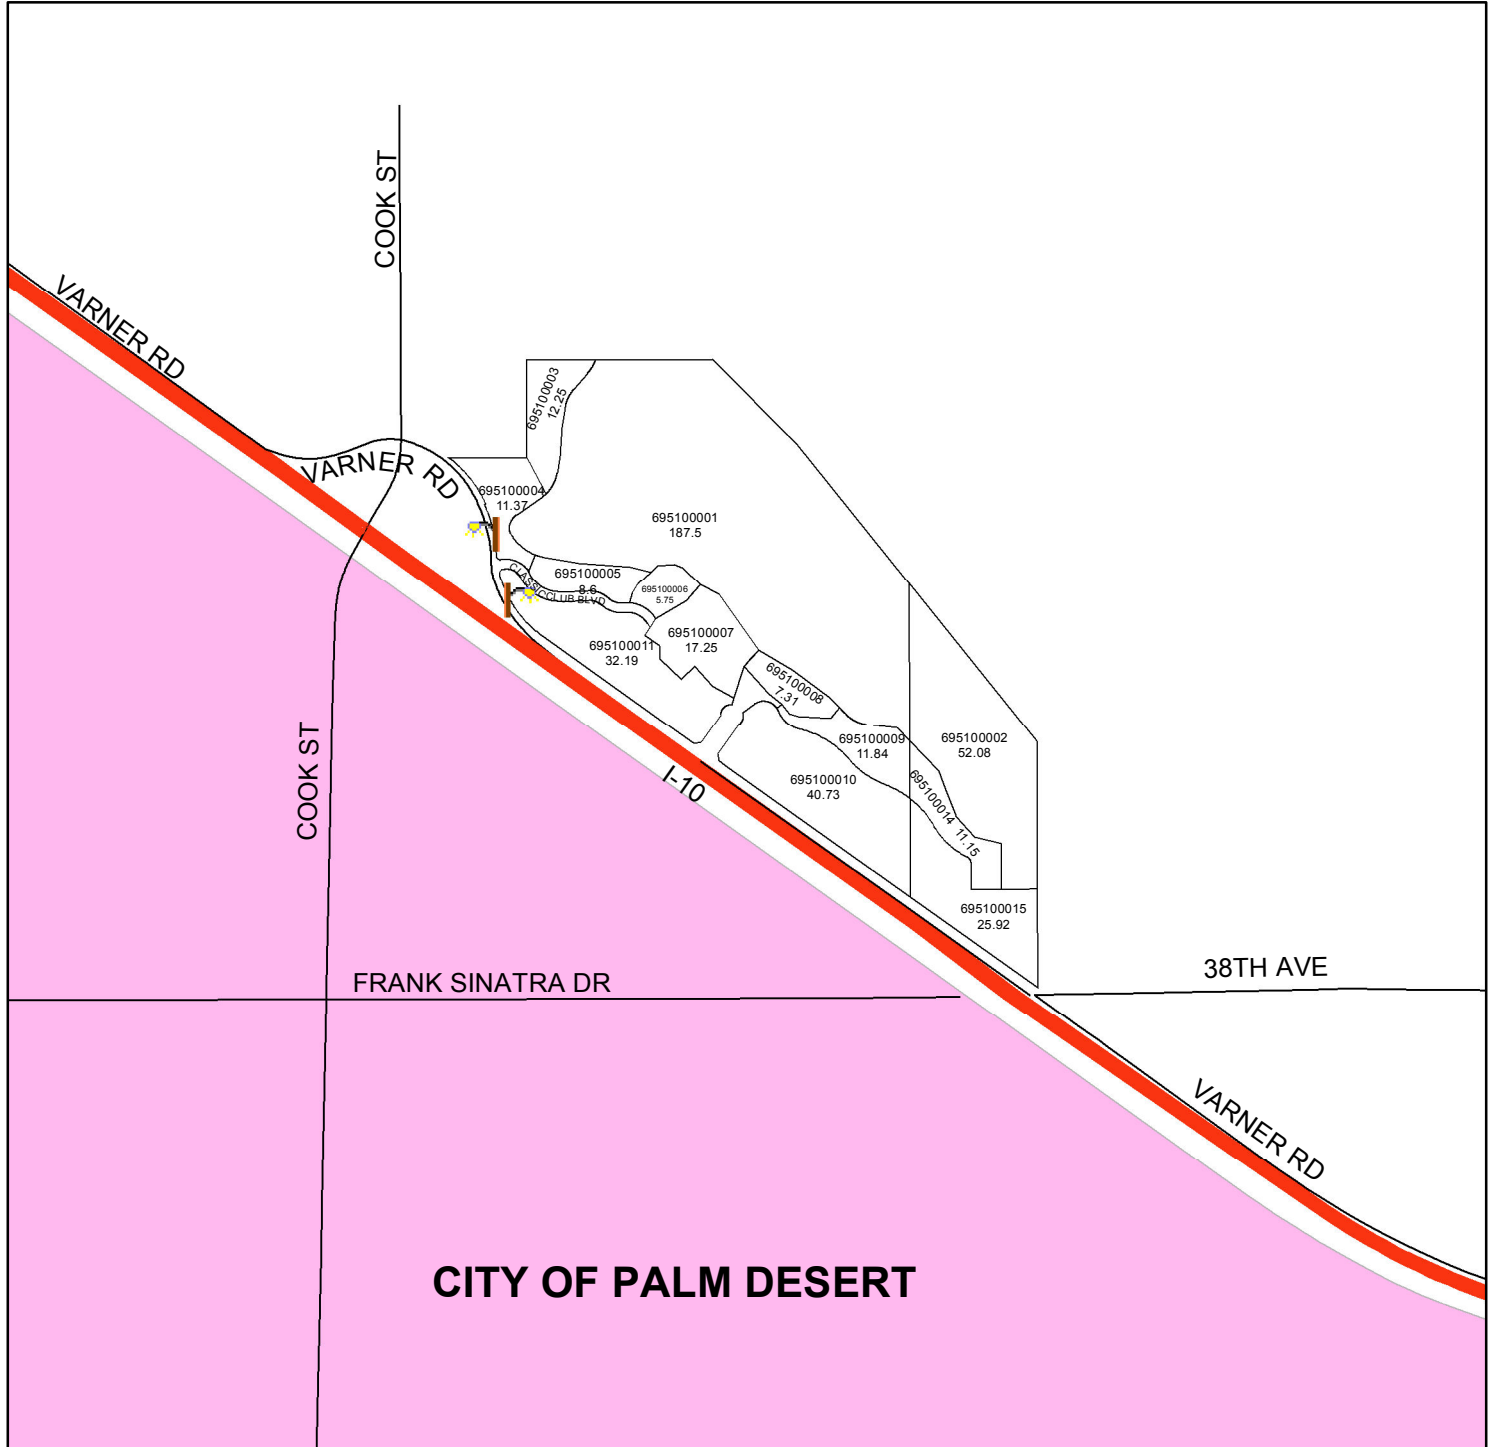 COOK ST
VARNER RD
695100003
12.25
VARNER RD
695100004
11.37
695100001
187.5
695100005
8.6
CLASSIC CLUB BLVD
695100006
5.75
695100007
17.25
695100011
32.19
695100008
7.31
695100009
11.84
695100002
52.08
695100010
40.73
695100014 11.15
I-10
COOK ST
695100015
25.92
38TH AVE
FRANK SINATRA DR
VARNER RD
CITY OF PALM DESERT